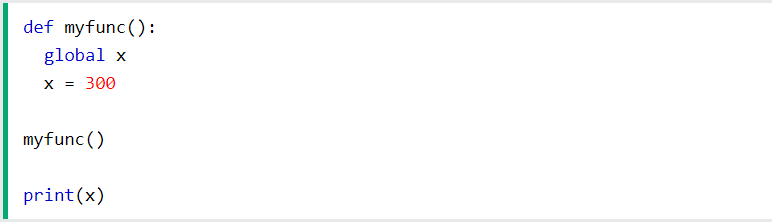 def myfunc():
  global x
  x = 300

myfunc()

print(x)